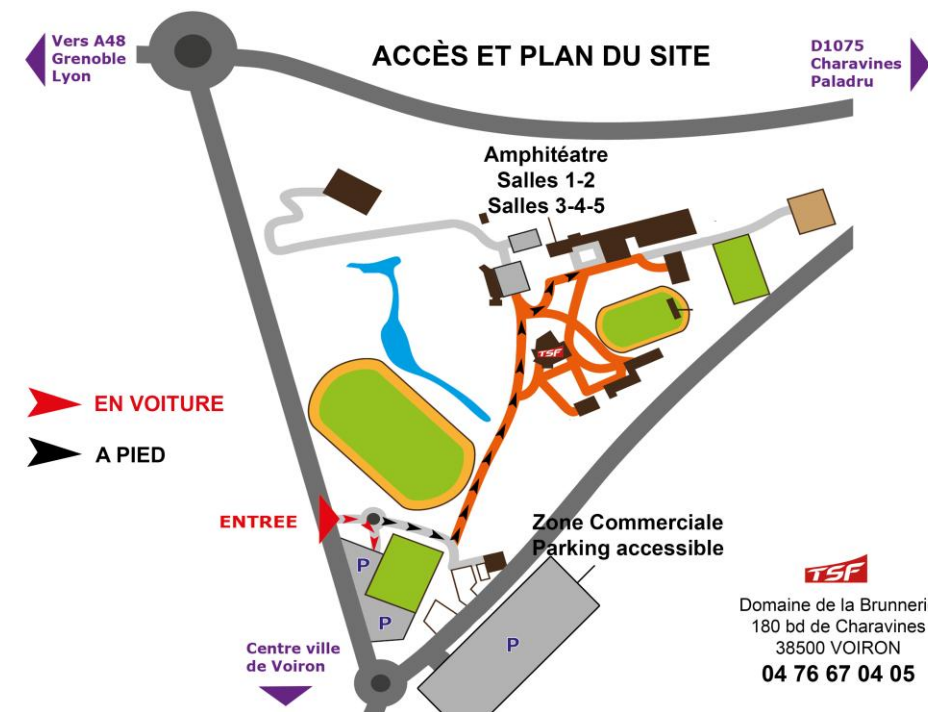 Vers A48
Grenoble
Lyon
ACCÈS ET PLAN DU SITE
D1075
Charavines
Paladru
Amphitéatre
Salles 1-2
Salles 3-4-5
TSF
EN VOITURE
A PIED
ENTREE
Zone Commerciale
Parking accessible
P
P
P
Centre ville
de Voiron
TSF
Domaine de la Brunneri
180 bd de Charavines
38500 VOIRON
04 76 67 04 05